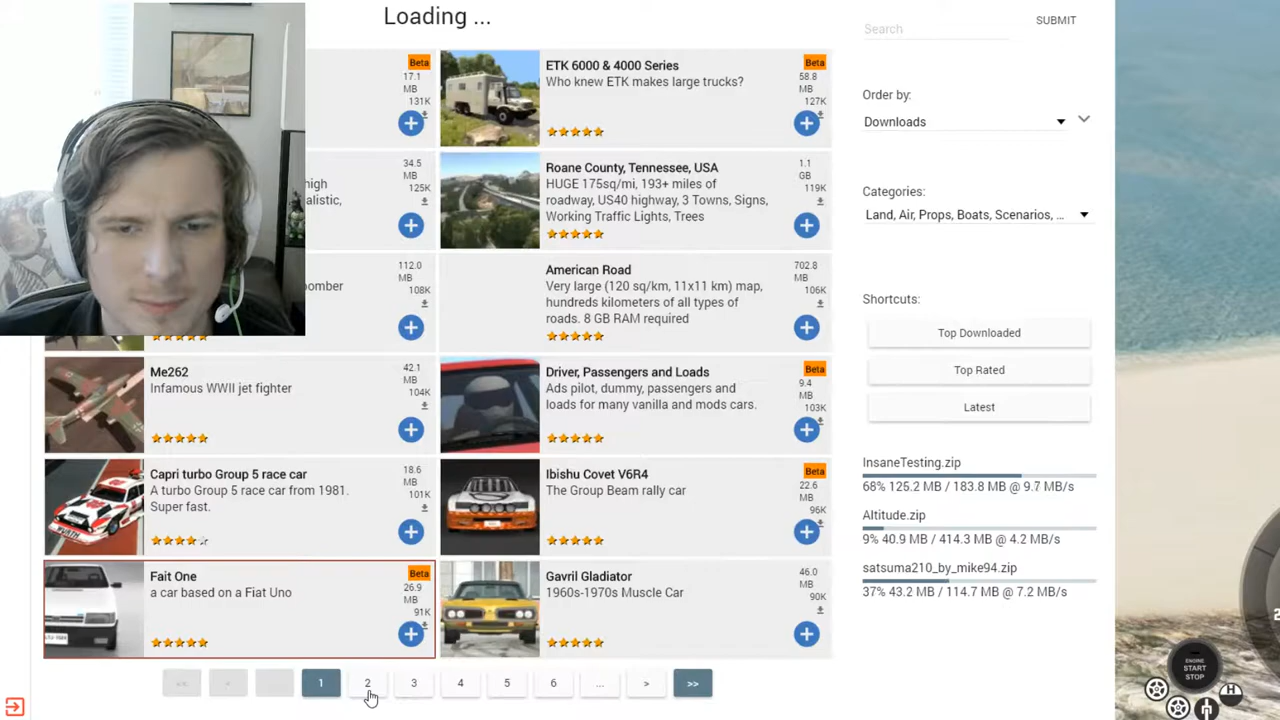 Loading ...
Search
SUBMIT
Order by:
Downloads
Categories:
Land, Air, Props, Boats, Scenarios, ...
Shortcuts:
Top Downloaded
Top Rated
Latest
InsaneTesting.zip
68% 125.2 MB / 183.8 MB @ 9.7 MB/s
Altitude.zip
9% 40.9 MB / 414.3 MB @ 4.2 MB/s
satsuma210_by_mike94.zip
37% 43.2 MB / 114.7 MB @ 7.2 MB/s
Beta
17.1
MB
131K
ETK 6000 & 4000 Series
Who knew ETK makes large trucks?
Beta
58.8
MB
127K
high
alistic,
34.5
MB
125K
Roane County, Tennessee, USA
HUGE 175sq/mi, 193+ miles of
roadway, US40 highway, 3 Towns, Signs,
Working Traffic Lights, Trees
1.1
GB
119K
omber
112.0
MB
108K
American Road
Very large (120 sq/km, 11x11 km) map,
hundreds kilometers of all types of
roads. 8 GB RAM required
702.8
MB
106K
Me262
Infamous WWII jet fighter
42.1
MB
104K
Driver, Passengers and Loads
Ads pilot, dummy, passengers and
loads for many vanilla and mods cars.
Beta
9.4
MB
103K
Capri turbo Group 5 race car
A turbo Group 5 race car from 1981.
Super fast.
18.6
MB
101K
Ibishu Covet V6R4
The Group Beam rally car
Beta
22.6
MB
96K
Fait One
a car based on a Fiat Uno
Beta
26.9
MB
91K
Gavril Gladiator
1960s-1970s Muscle Car
46.0
MB
90K
<< < ... 1 2 3 4 5 6 ... > >>
ENGINE
START
STOP
H